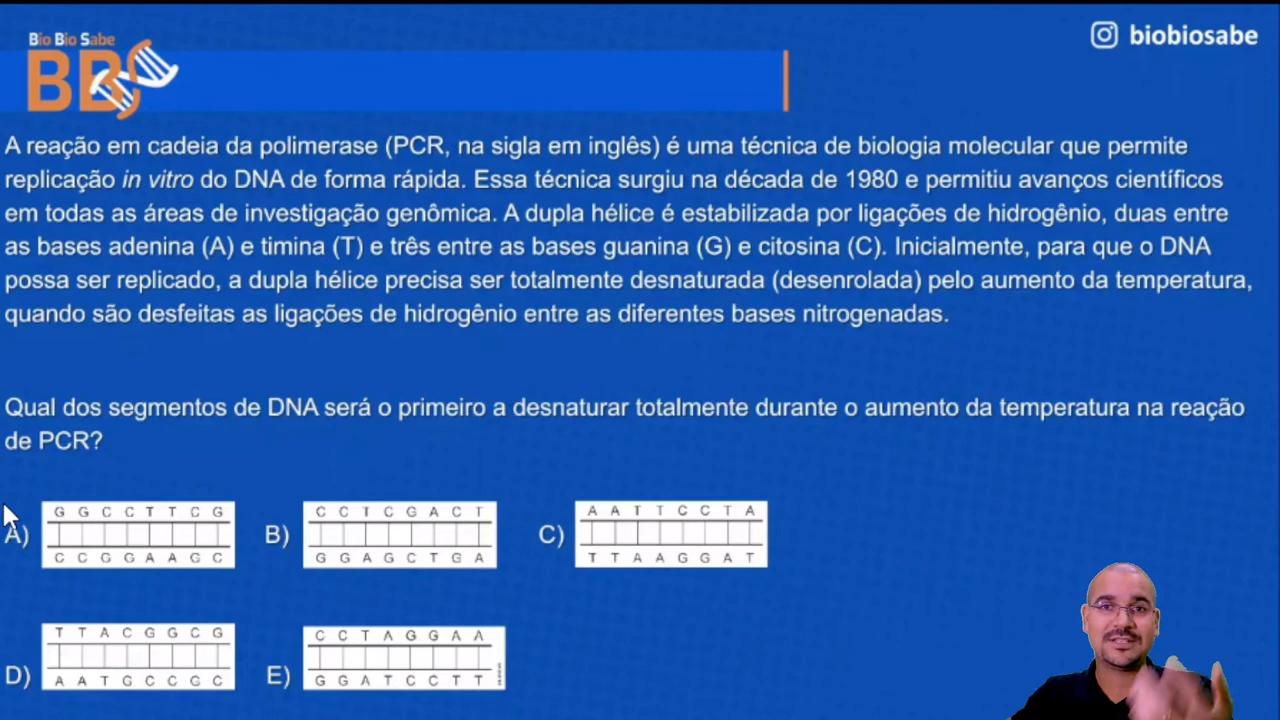 Bio Bio Sabe
BBS
biobiosabe
A reação em cadeia da polimerase (PCR, na sigla em inglês) é uma técnica de biologia molecular que permite
replicação in vitro do DNA de forma rápida. Essa técnica surgiu na década de 1980 e permitiu avanços científicos
em todas as áreas de investigação genômica. A dupla hélice é estabilizada por ligações de hidrogênio, duas entre
as bases adenina (A) e timina (T) e três entre as bases guanina (G) e citosina (C). Inicialmente, para que o DNA
possa ser replicado, a dupla hélice precisa ser totalmente desnaturada (desenrolada) pelo aumento da temperatura,
quando são desfeitas as ligações de hidrogênio entre as diferentes bases nitrogenadas.
Qual dos segmentos de DNA será o primeiro a desnaturar totalmente durante o aumento da temperatura na reação
de PCR?
A)
G G C C T T C G
C C G G A A G C
B)
C C T C G A C T
G G A G C T G A
C)
A A T T C C T A
T T A A G G A T
D)
T T A C G G C G
A A T G C C G C
E)
C C T A G G A A
G G A T C C T T